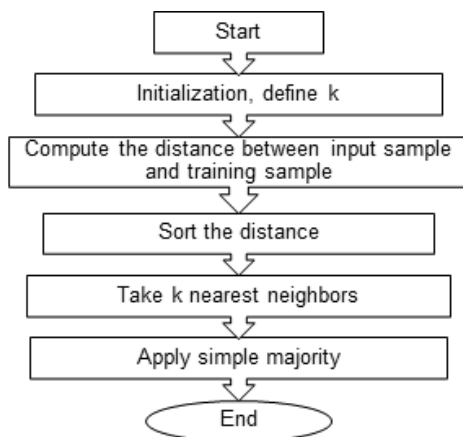 Start
Initialization, define k
Compute the distance between input sample
and training sample
Sort the distance
Take k nearest neighbors
Apply simple majority
End